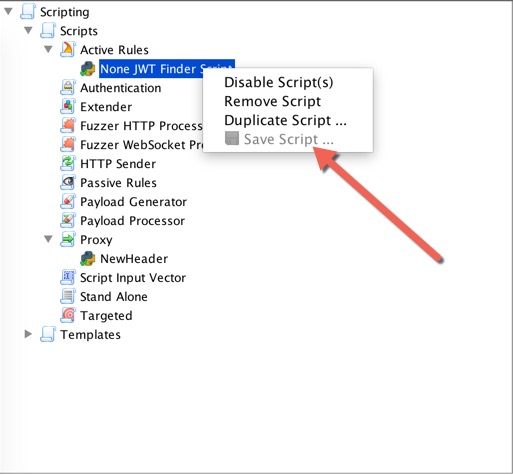 Scripting
Scripts
Active Rules
None JWT Finder Script
Disable Script(s)
Remove Script
Duplicate Script ...
Save Script ...
Authentication
Extender
Fuzzer HTTP Process
Fuzzer WebSocket Pr
HTTP Sender
Passive Rules
Payload Generator
Payload Processor
Proxy
NewHeader
Script Input Vector
Stand Alone
Targeted
Templates